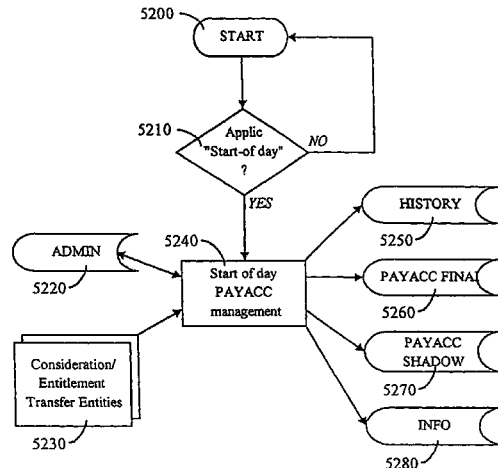 5200
START
5210
Applic
"Start-of day"
?
NO
YES
5240
Start of day
PAYACC
management
ADMIN
5220
Consideration/
Entitlement
Transfer Entities
5230
HISTORY
5250
PAYACC FINAL
5260
PAYACC
SHADOW
5270
INFO
5280